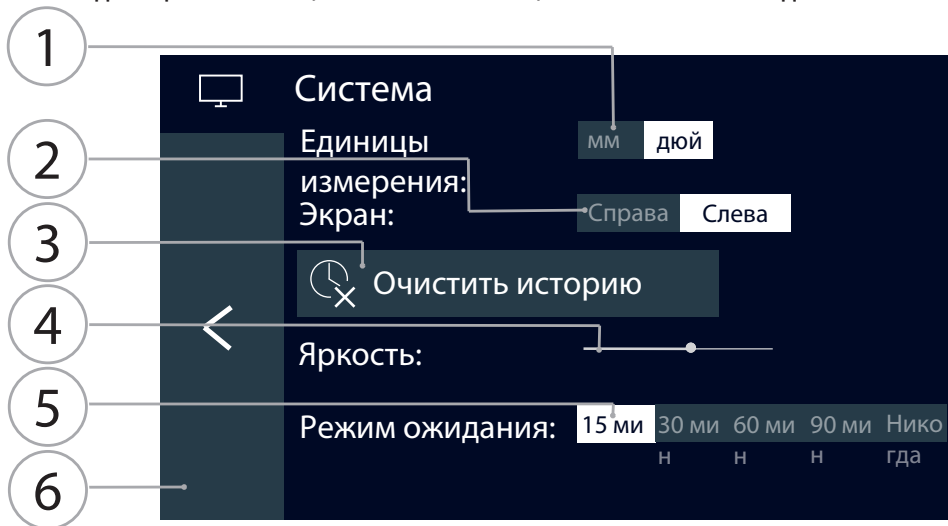 1
Система
Единицы
измерения:
мм дюй
2
Экран:
Справа Слева
3
Очистить историю
4
Яркость:
5
Режим ожидания:
15 ми 30 ми 60 ми 90 ми Нико
н н н гда
6